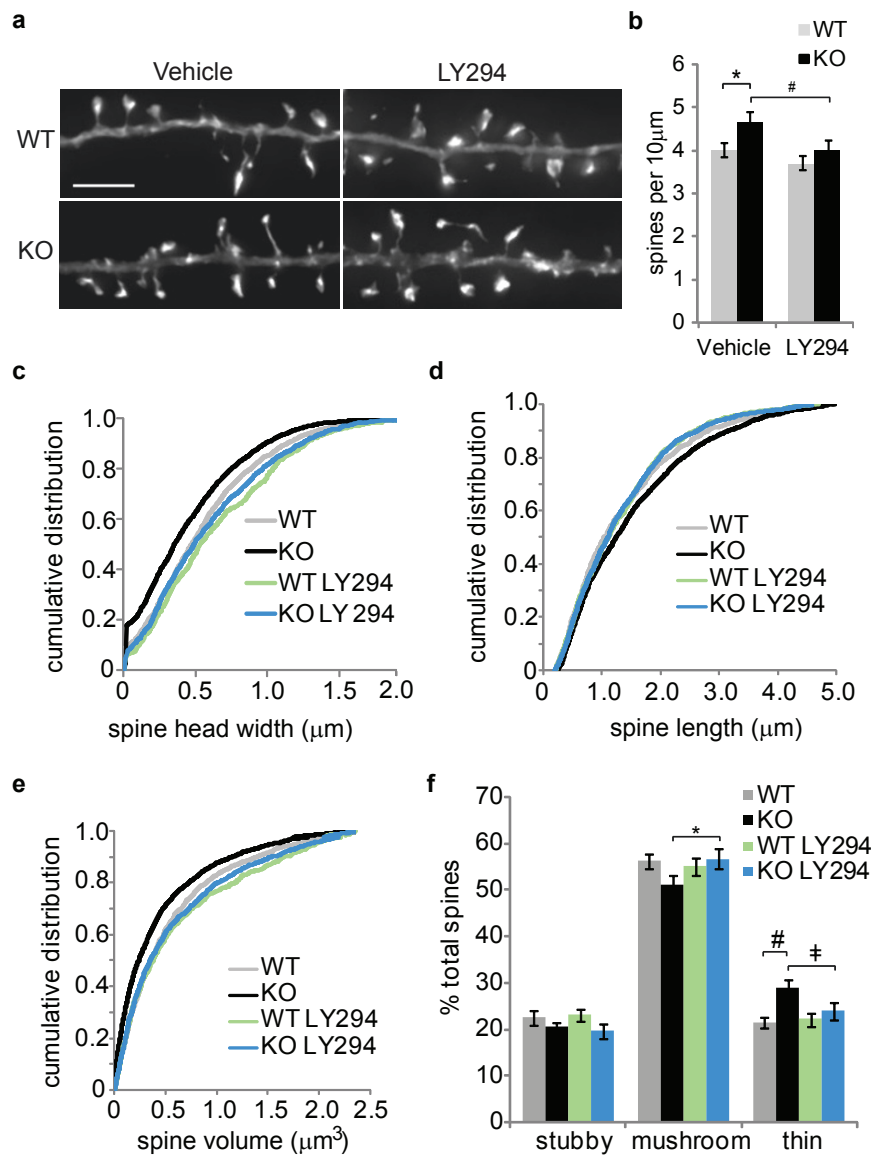 a
Vehicle
LY294
WT
KO
b
WT
KO
*
#
spines per 10μm
6
5
4
3
2
1
0
Vehicle LY294
c
cumulative distribution
1.0
0.8
0.6
0.4
0.2
0
WT
KO
WT LY294
KO LY 294
0 0.5 1.0 1.5 2.0
spine head width (μm)
d
cumulative distribution
1.0
0.8
0.6
0.4
0.2
0
WT
KO
WT LY294
KO LY294
0 1.0 2.0 3.0 4.0 5.0
spine length (μm)
e
cumulative distribution
1.0
0.8
0.6
0.4
0.2
0
WT
KO
WT LY294
KO LY294
0 0.5 1.0 1.5 2.0 2.5
spine volume (μm³)
f
% total spines
70
60
50
40
30
20
10
0
WT
KO
WT LY294
KO LY294
*
# ‡
stubby mushroom thin